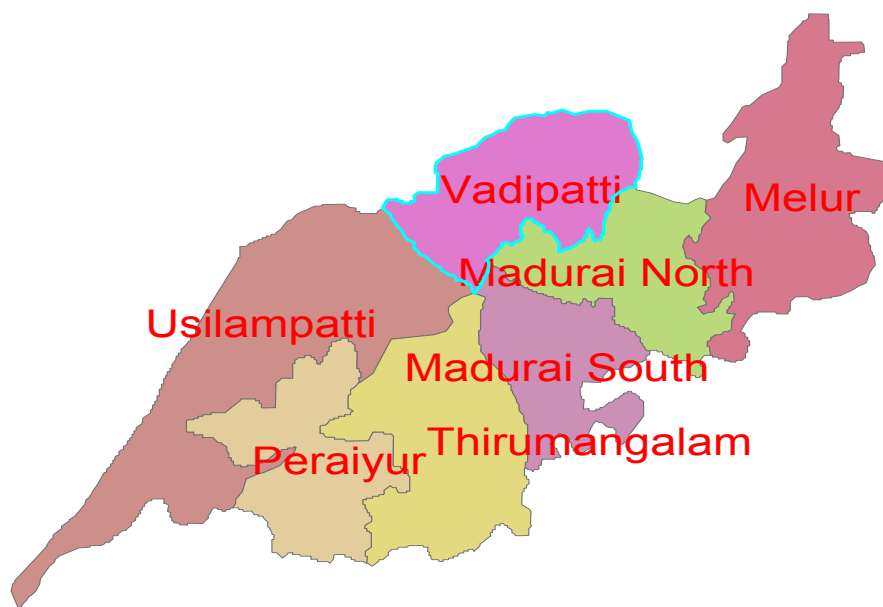 Vadipatti
Melur
Madurai North
Usilampatti
Madurai South
Thirumangalam
Peraiyur